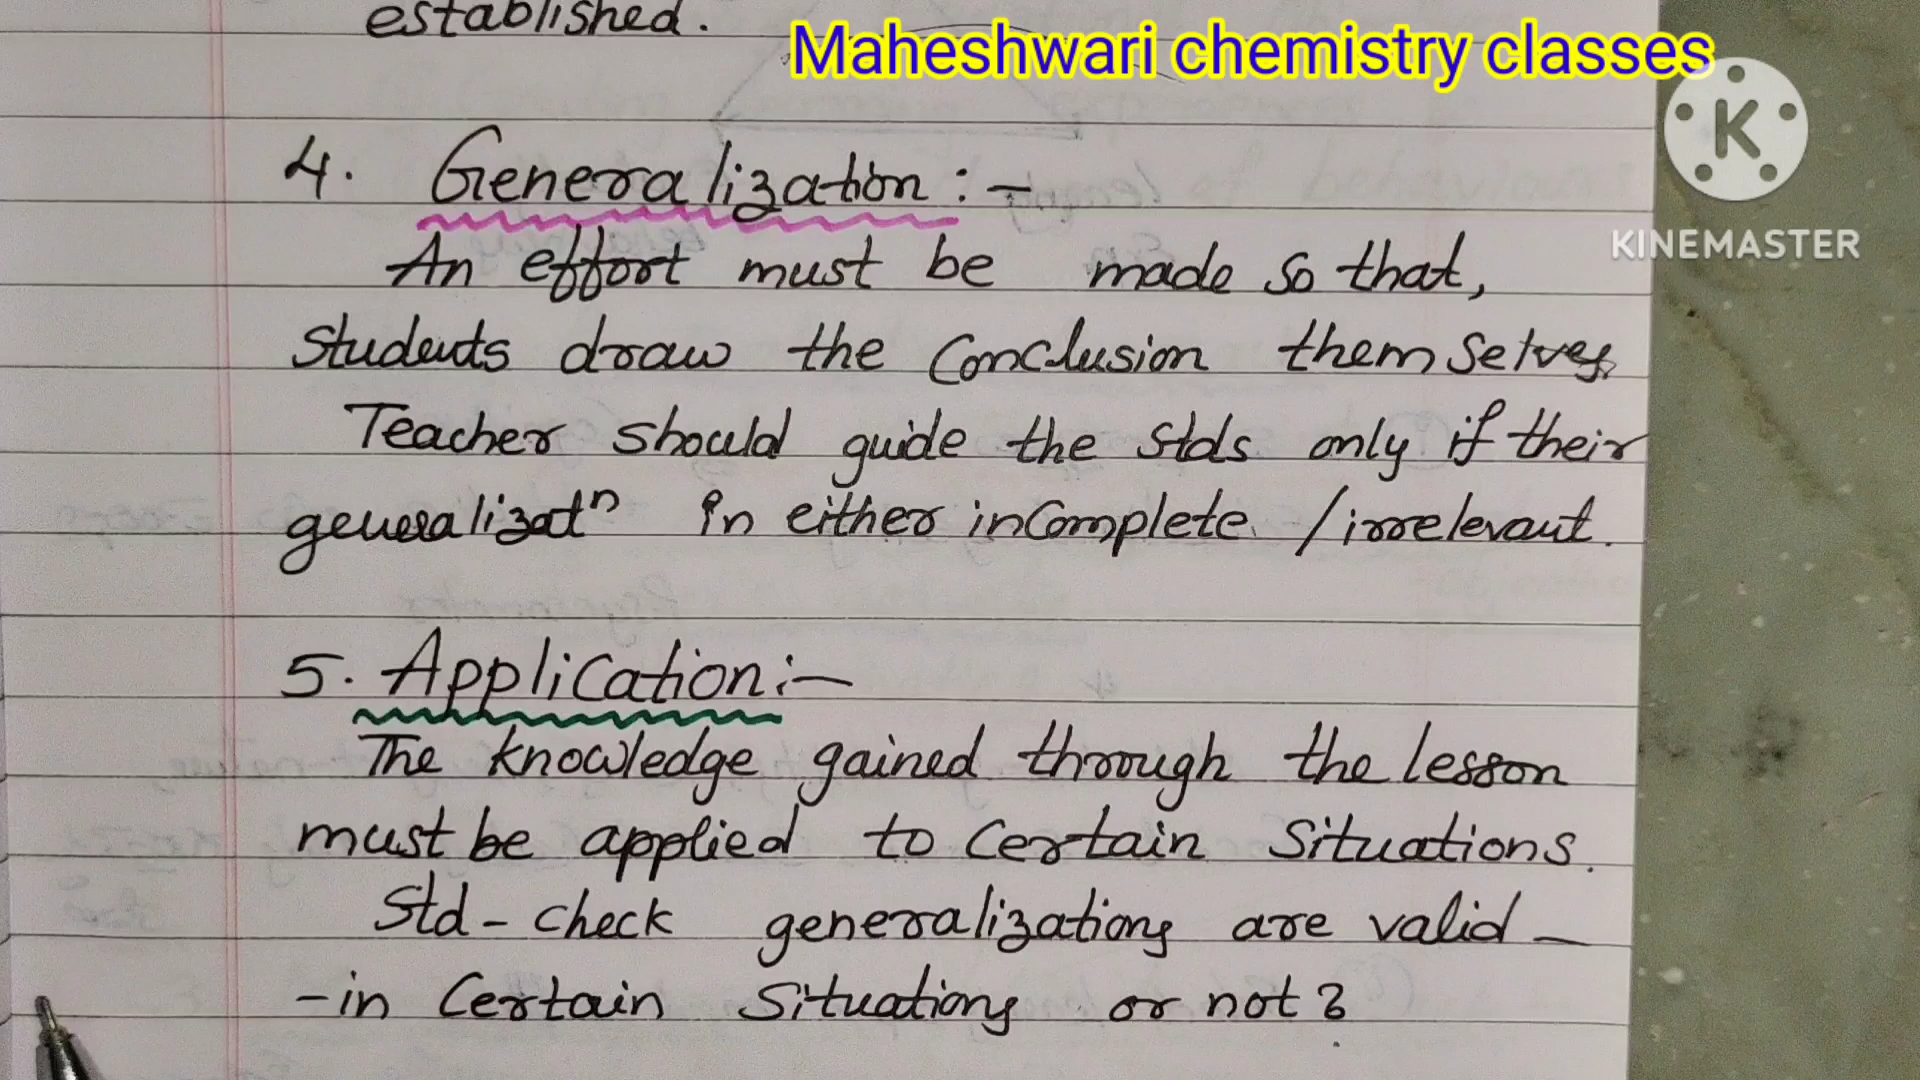 established.
Maheshwari chemistry classes
K
KINEMASTER
4. Generalization :-
An effort must be made so that,
students draw the conclusion themselves,
Teacher should guide the stds only if their
generalizatn in either incomplete. /irrelevant.
5. Application :-
The knowledge gained through the lesson
must be applied to certain situations.
Std - check generalizations are valid -
- in certain situations or not?